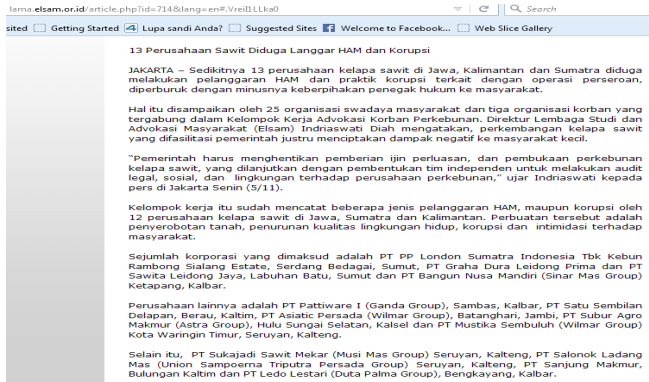 lama.elsam.or.id/article.php?id=714&lang=en#.Vreil1LLka0
Search
sited Getting Started Lupa sandi Anda? Suggested Sites Welcome to Facebook... Web Slice Gallery
13 Perusahaan Sawit Diduga Langgar HAM dan Korupsi
JAKARTA – Sedikitnya 13 perusahaan kelapa sawit di Jawa, Kalimantan dan Sumatra diduga
melakukan pelanggaran HAM dan praktik korupsi terkait dengan operasi perseroan,
diperburuk dengan minusnya keberpihakan penegak hukum ke masyarakat.
Hal itu disampaikan oleh 25 organisasi swadaya masyarakat dan tiga organisasi korban yang
tergabung dalam Kelompok Kerja Advokasi Korban Perkebunan. Direktur Lembaga Studi dan
Advokasi Masyarakat (Elsam) Indriaswati Diah mengatakan, perkembangan kelapa sawit
yang difasilitasi pemerintah justru menciptakan dampak negatif ke masyarakat kecil.
"Pemerintah harus menghentikan pemberian ijin perluasan, dan pembukaan perkebunan
kelapa sawit, yang dilanjutkan dengan pembentukan tim independen untuk melakukan audit
legal, sosial, dan lingkungan terhadap perusahaan perkebunan," ujar Indriaswati kepada
pers di Jakarta Senin (5/11).
Kelompok kerja itu sudah mencatat beberapa jenis pelanggaran HAM, maupun korupsi oleh
12 perusahaan kelapa sawit di Jawa, Sumatra dan Kalimantan. Perbuatan tersebut adalah
penyerobotan tanah, penurunan kualitas lingkungan hidup, korupsi dan intimidasi terhadap
masyarakat.
Sejumlah korporasi yang dimaksud adalah PT PP London Sumatra Indonesia Tbk Kebun
Rambong Sialang Estate, Serdang Bedagai, Sumut, PT Graha Dura Leidong Prima dan PT
Sawita Leidong Jaya, Labuhan Batu, Sumut dan PT Bangun Nusa Mandiri (Sinar Mas Group)
Ketapang, Kalbar.
Perusahaan lainnya adalah PT Pattiware I (Ganda Group), Sambas, Kalbar, PT Satu Sembilan
Delapan, Berau, Kaltim, PT Asiatic Persada (Wilmar Group), Batanghari, Jambi, PT Subur Agro
Makmur (Astra Group), Hulu Sungai Selatan, Kalsel dan PT Mustika Sembuluh (Wilmar Group)
Kota Waringin Timur, Seruyan, Kalteng.
Selain itu, PT Sukajadi Sawit Mekar (Musi Mas Group) Seruyan, Kalteng, PT Salonok Ladang
Mas (Union Sampoerna Triputra Persada Group) Seruyan, Kalteng, PT Sanjung Makmur,
Bulungan Kaltim dan PT Ledo Lestari (Duta Palma Group), Bengkayang, Kalbar.